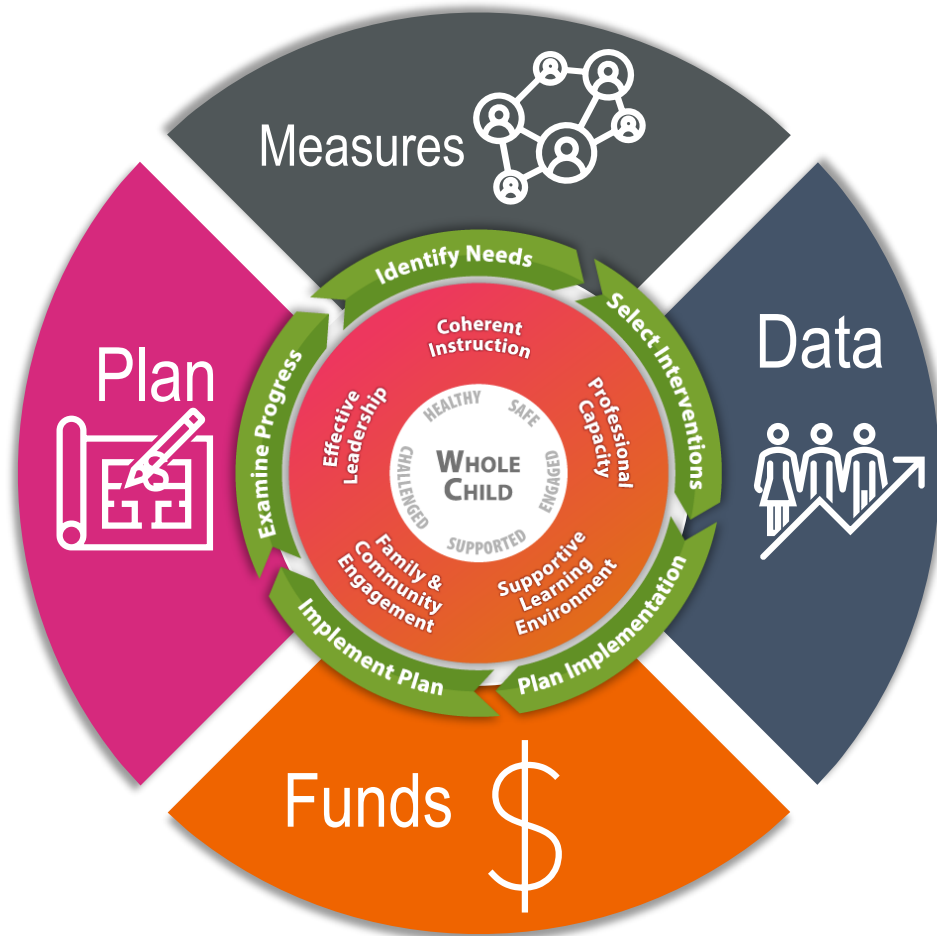 Measures
Data
Funds
Plan
Identify Needs
Select Interventions
Plan Implementation
Implement Plan
Examine Progress
Coherent
Instruction
Professional
Capacity
Supportive
Learning
Environment
Family &
Community
Engagement
Effective
Leadership
HEALTHY
SAFE
ENGAGED
SUPPORTED
CHALLENGED
WHOLE
CHILD
$